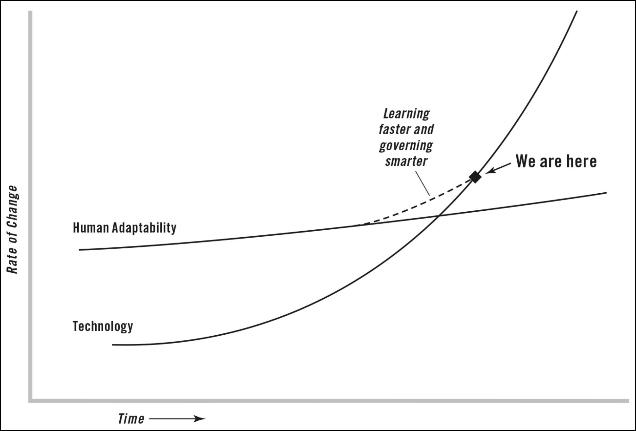 Learning
faster and
governing
smarter
We are here
Human Adaptability
Technology
Rate of Change
Time